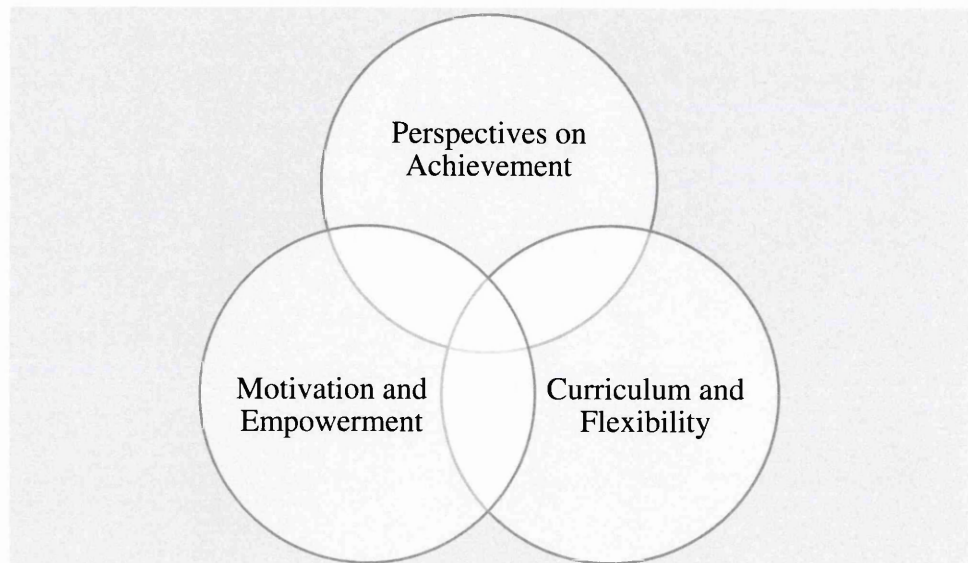 Perspectives on
Achievement
Motivation and
Empowerment
Curriculum and
Flexibility